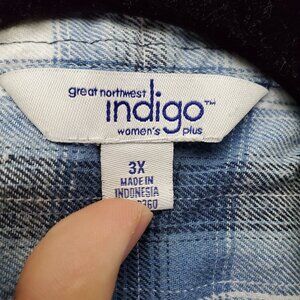 great northwest
indigo™
women's plus
3X
MADE IN
INDONESIA